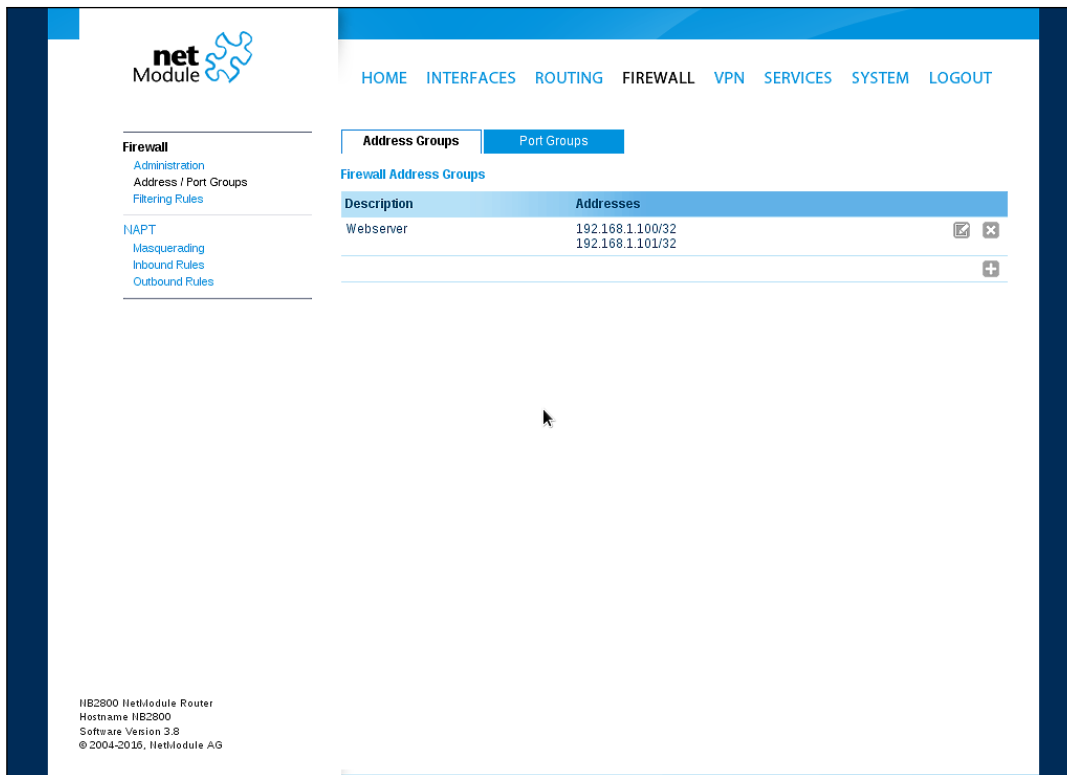 net
Module
HOME INTERFACES ROUTING FIREWALL VPN SERVICES SYSTEM LOGOUT
Firewall
Administration
Address / Port Groups
Filtering Rules
NAPT
Masquerading
Inbound Rules
Outbound Rules
Address Groups Port Groups
Firewall Address Groups
Description Addresses
Webserver 192.168.1.100/32
192.168.1.101/32
NB2800 NetModule Router
Hostname NB2800
Software Version 3.8
© 2004-2016, NetModule AG